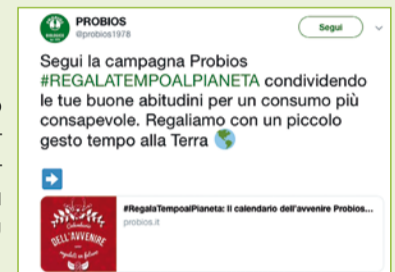 PROBIOS
@probios1978
Segui
Segui la campagna Probios
#REGALATEMPOALPIANETA condividendo
le tue buone abitudini per un consumo più
consapevole. Regaliamo con un piccolo
gesto tempo alla Terra 🌎
➡
Calendario
DELL'AVVENIRE
#RegalaTempoalPianeta: Il calendario dell'avvenire Probios...
probios.it